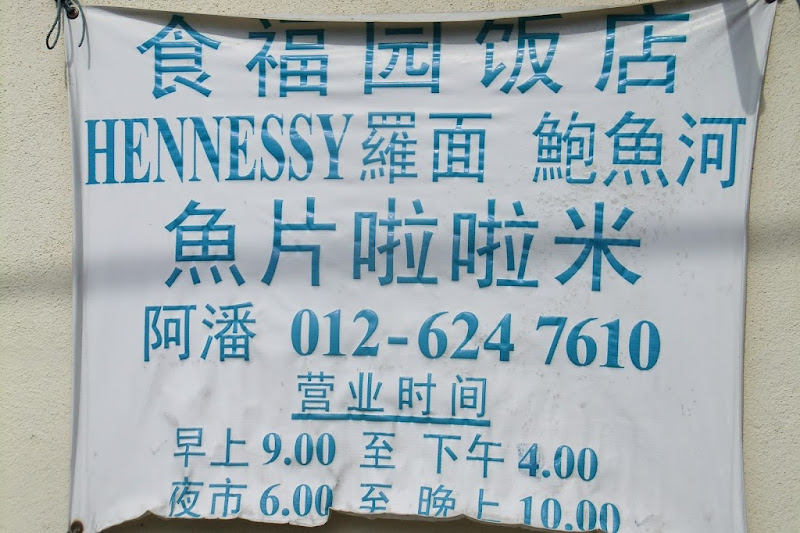 食福园饭店
HENNESSY羅面 鮑魚河
魚片啦啦米
阿潘 012-624 7610
营业时间
早上 9.00 至 下午 4.00
夜市 6.00 至 晚上 10.00